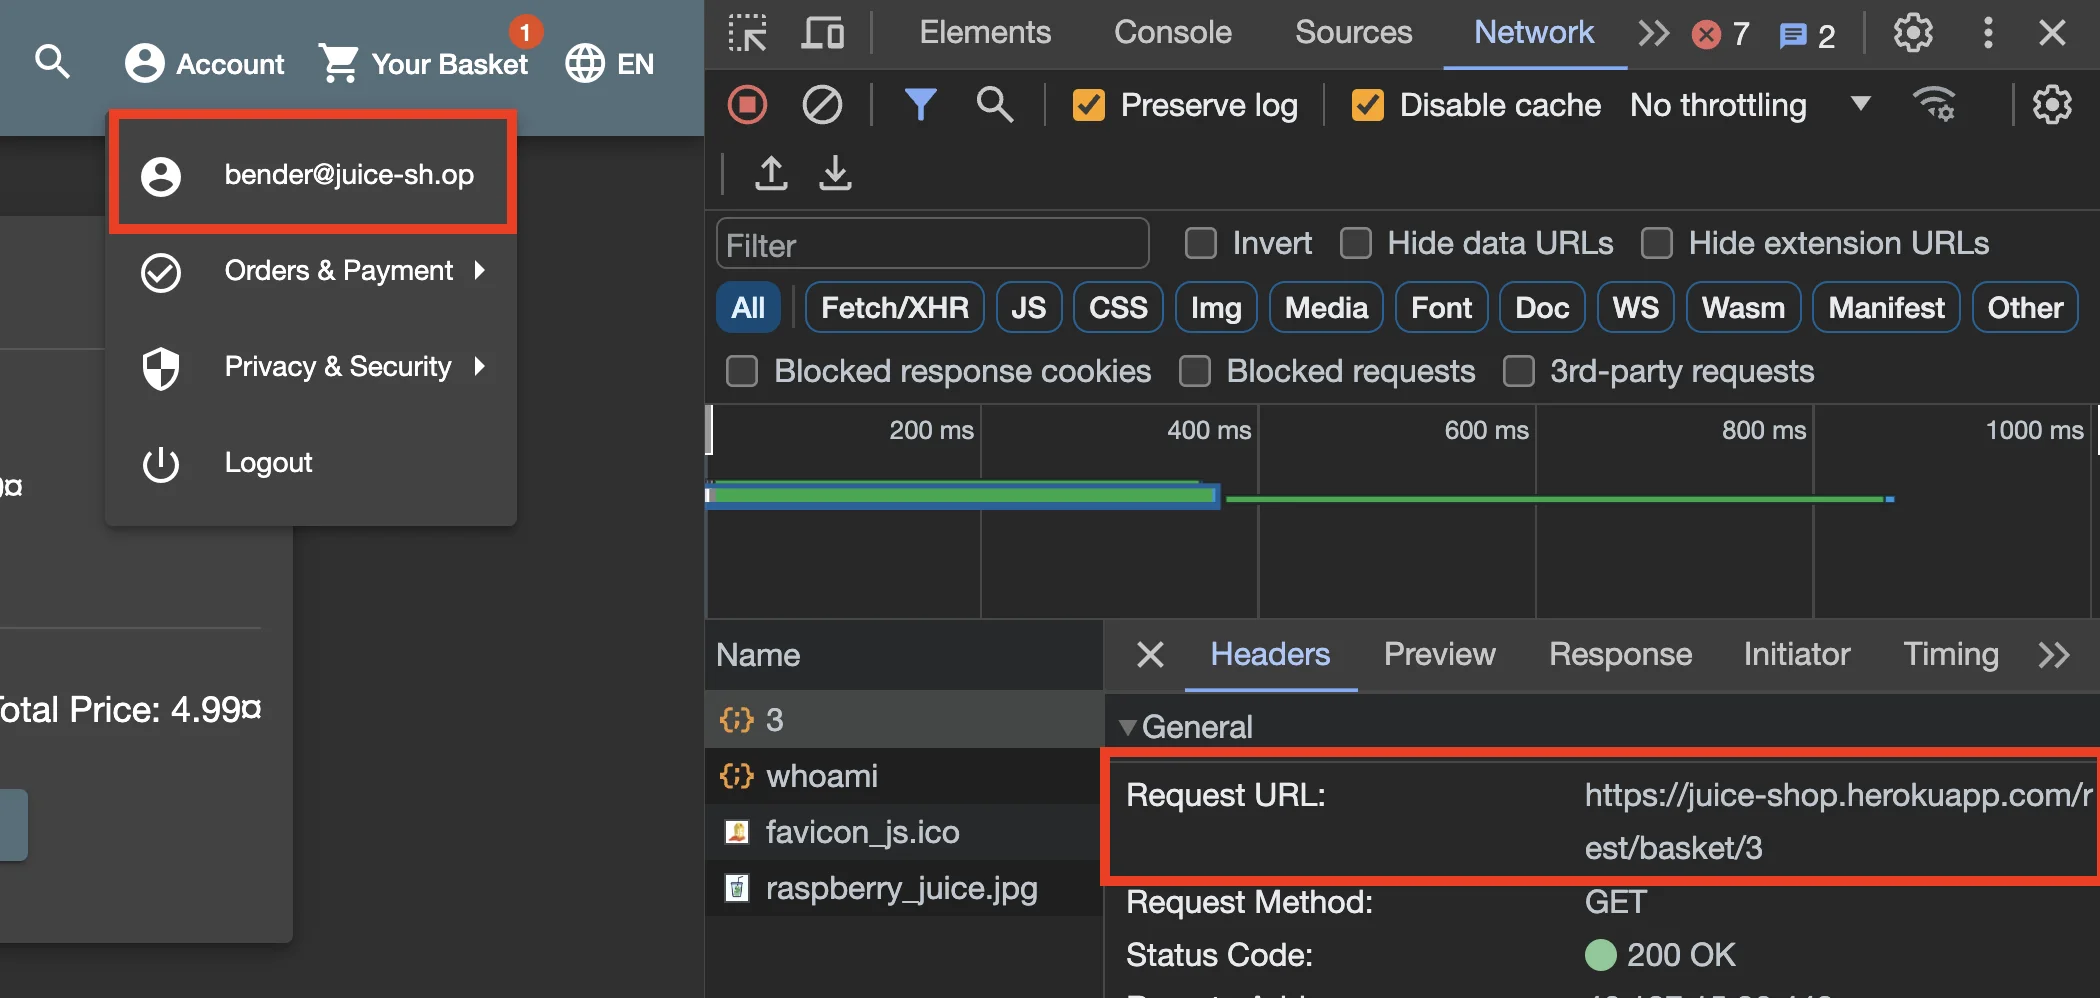 Account
Your Basket
1
EN
bender@juice-sh.op
Orders & Payment
Privacy & Security
Logout
¤
Total Price: 4.99¤
Elements
Console
Sources
Network
7
2
Preserve log
Disable cache
No throttling
Filter
Invert
Hide data URLs
Hide extension URLs
All
Fetch/XHR
JS
CSS
Img
Media
Font
Doc
WS
Wasm
Manifest
Other
Blocked response cookies
Blocked requests
3rd-party requests
200 ms
400 ms
600 ms
800 ms
1000 ms
Name
3
whoami
favicon_js.ico
raspberry_juice.jpg
Headers
Preview
Response
Initiator
Timing
General
Request URL:
https://juice-shop.herokuapp.com/r
est/basket/3
Request Method:
GET
Status Code:
200 OK